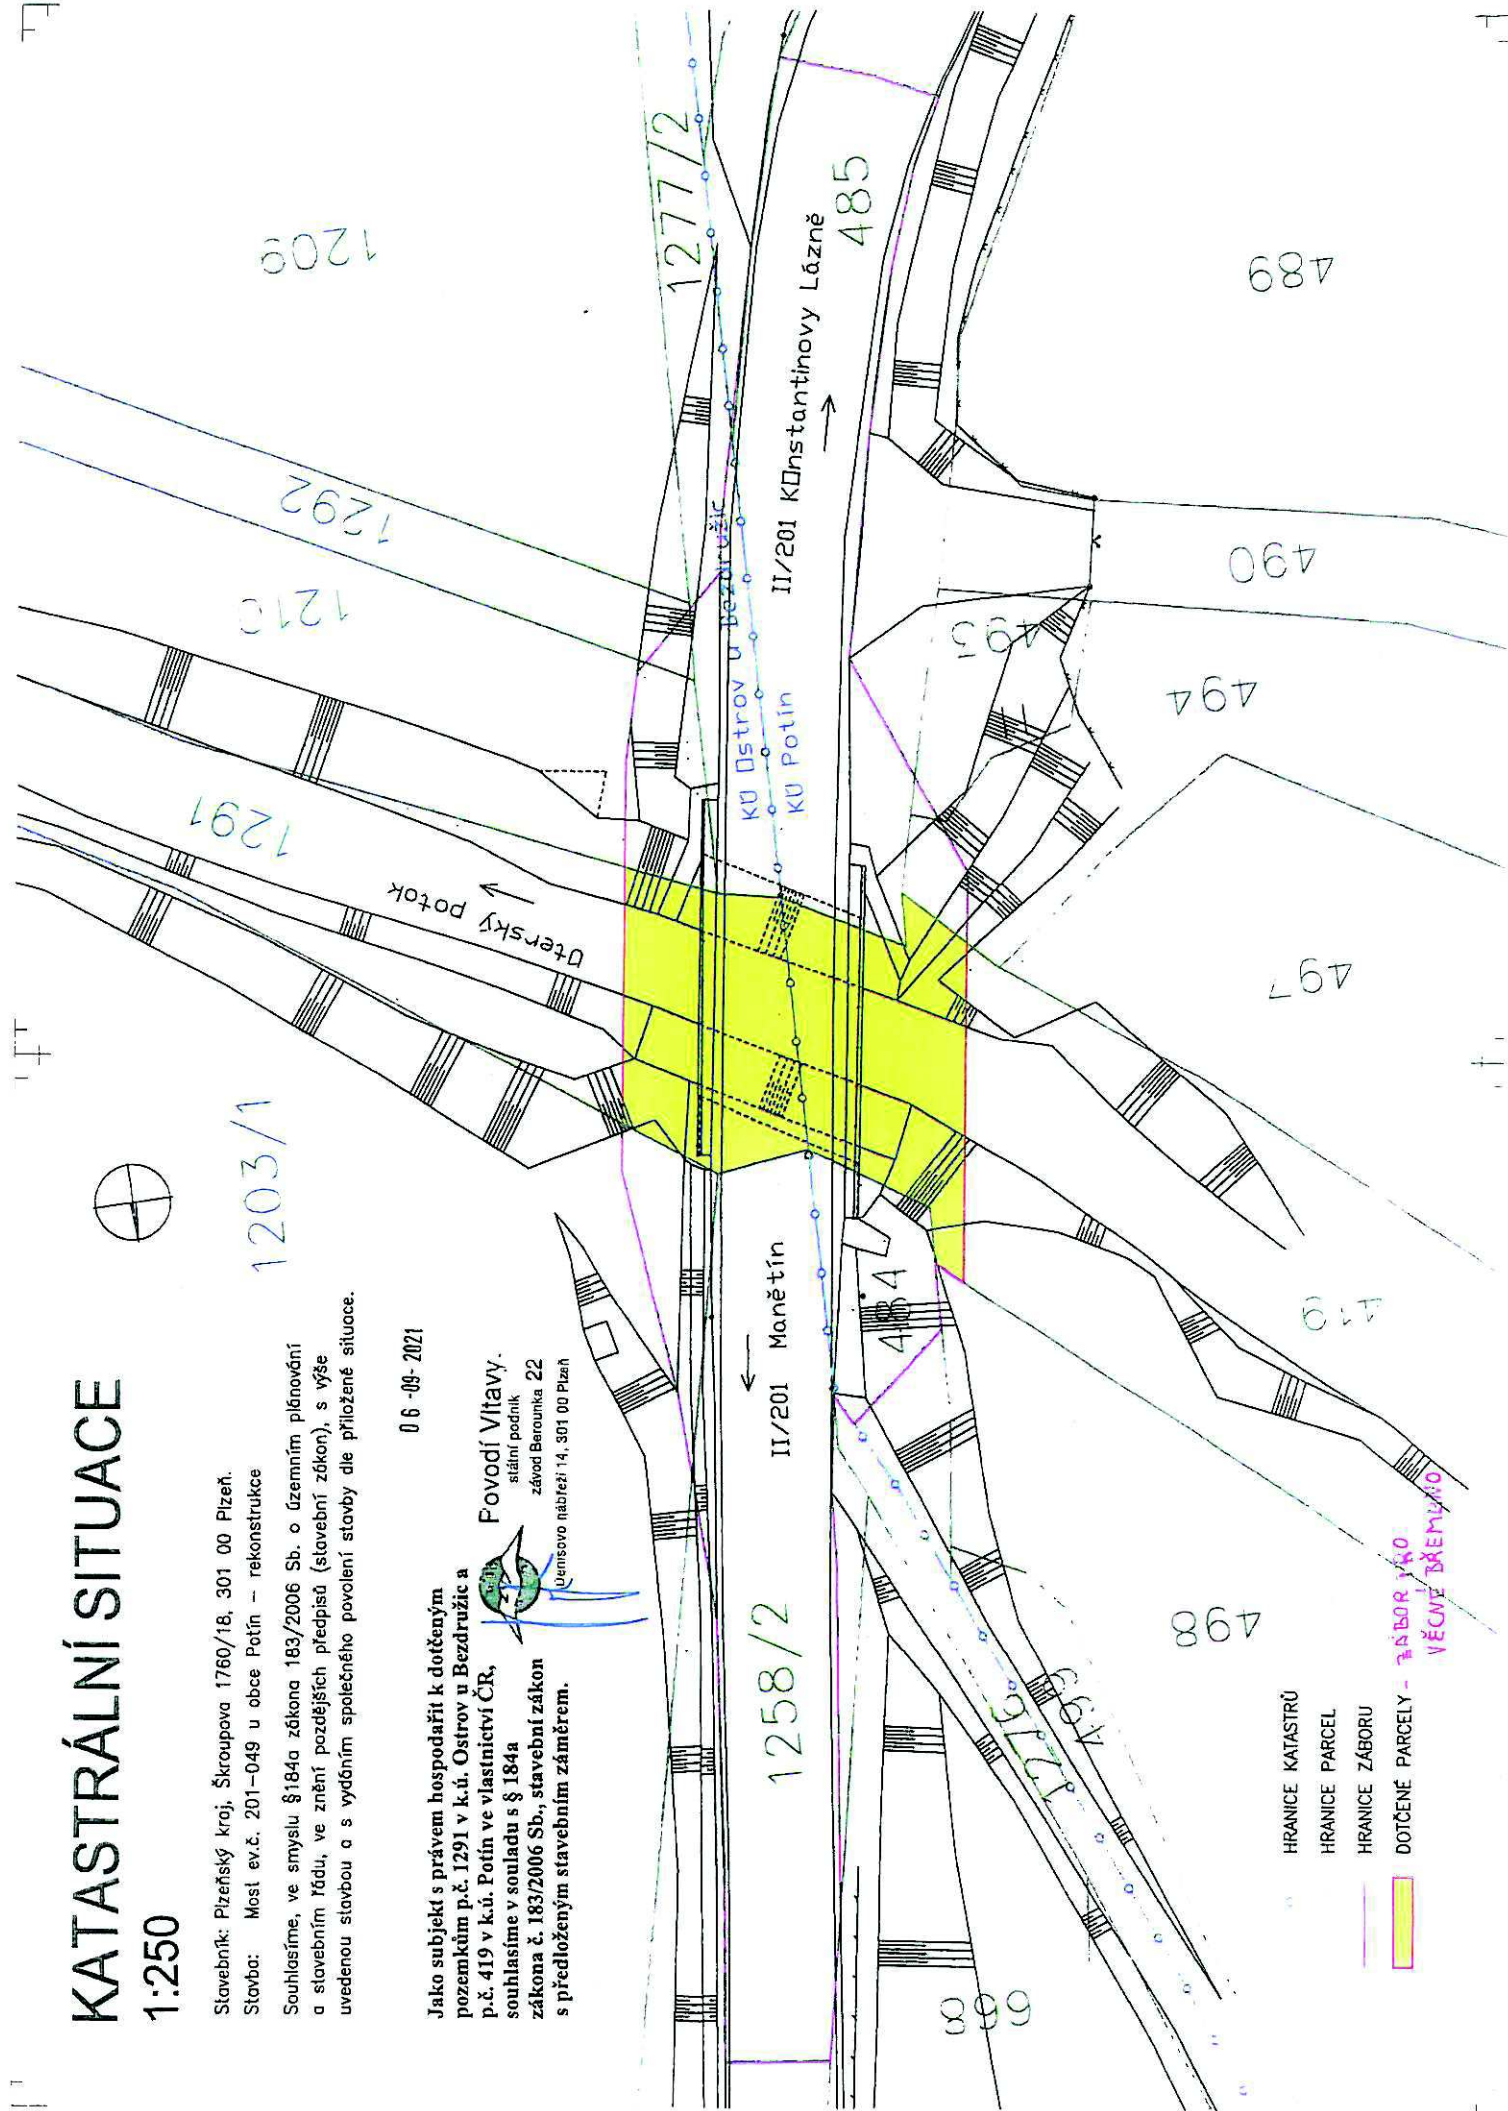 KATASTRÁLNÍ SITUACE
1:250
Stavebník: Plzeňský kraj, Škroupova 1760/18, 301 00 Plzeň.
Stavba: Most ev.č. 201-049 u obce Potín – rekonstrukce
Souhlasíme, ve smyslu §184a zákona 183/2006 Sb. o územním plánování
a stavebním řádu, ve znění pozdějších předpisů (stavební zákon), s výše
uvedenou stavbou a s vydáním společného povolení stavby dle přiložené situace.
06-09-2021
Jako subjekt s právem hospodařit k dotčeným
pozemkům p.č. 1291 v k.ú. Ostrov u Bezdružic a
p.č. 419 v k.ú. Potín ve vlastnictví ČR,
souhlasíme v souladu s § 184a
zákona č. 183/2006 Sb., stavební zákon
s předloženým stavebním záměrem.
Povodí Vltavy.
státní podnik
závod Berounka 22
Denisovo nábřeží 14, 301 00 Plzeň
1203/1
1291
1210
1292
1209
1277/2
Úterský potok
KÚ Ostrov u Bezdružic
KÚ Potín
II/201 KOnstantinovy Lázně
485
II/201 Manětín
1258/2
484
489
490
493
494
497
419
498
499
1276
668
HRANICE KATASTRŮ
HRANICE PARCEL
HRANICE ZÁBORU
DOTČENÉ PARCELY - ZÁBOR PRO
VĚCNÉ BŘEMENO